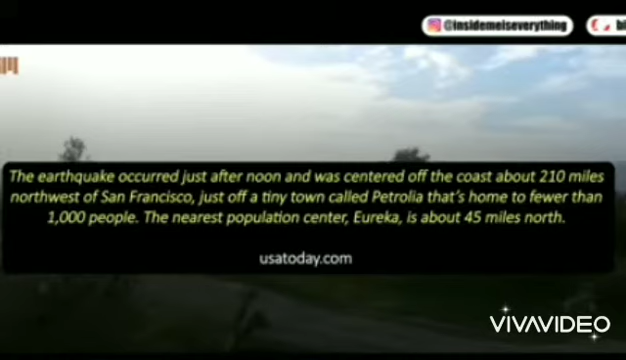 @insidemeiseverything
The earthquake occurred just after noon and was centered off the coast about 210 miles
northwest of San Francisco, just off a tiny town called Petrolia that's home to fewer than
1,000 people. The nearest population center, Eureka, is about 45 miles north.
usatoday.com
VIVAVIDEO